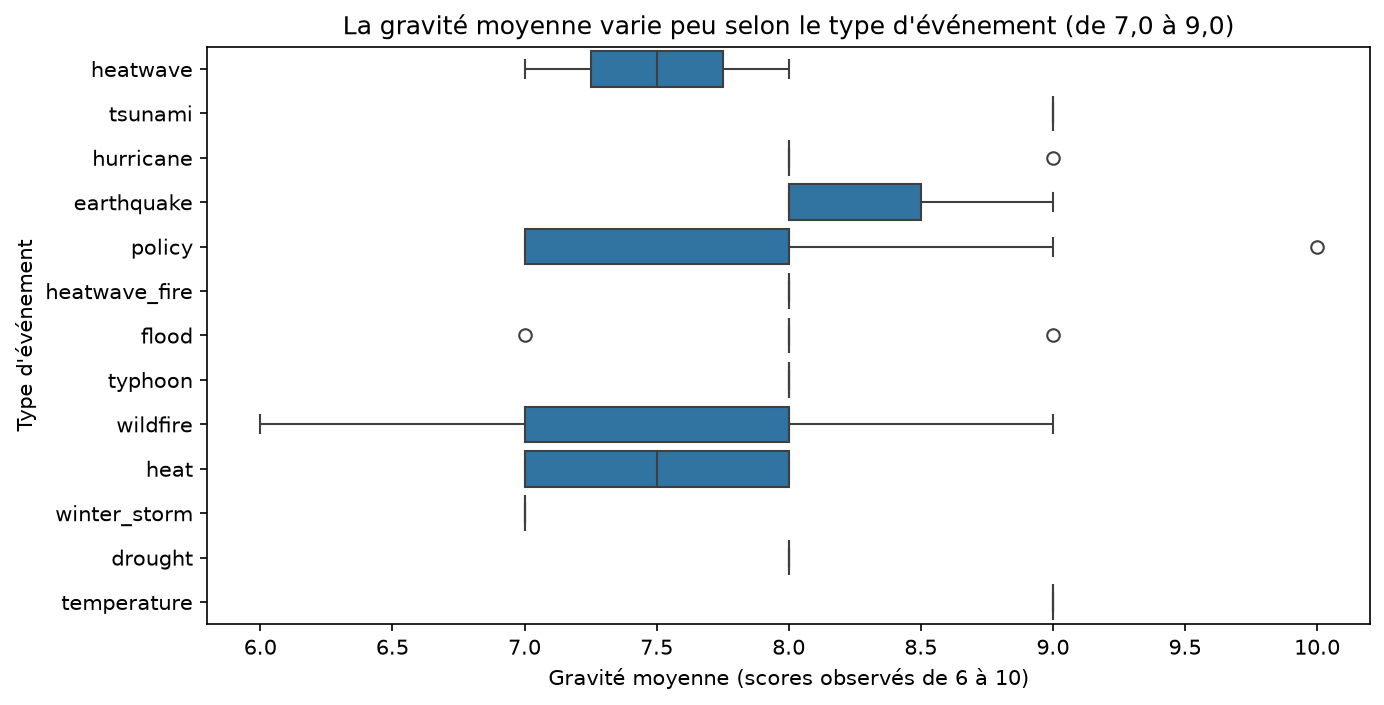 La gravité moyenne varie peu selon le type d'événement (de 7,0 à 9,0)
Type d'événement
heatwave
tsunami
hurricane
earthquake
policy
heatwave_fire
flood
typhoon
wildfire
heat
winter_storm
drought
temperature
6.0 6.5 7.0 7.5 8.0 8.5 9.0 9.5 10.0
Gravité moyenne (scores observés de 6 à 10)